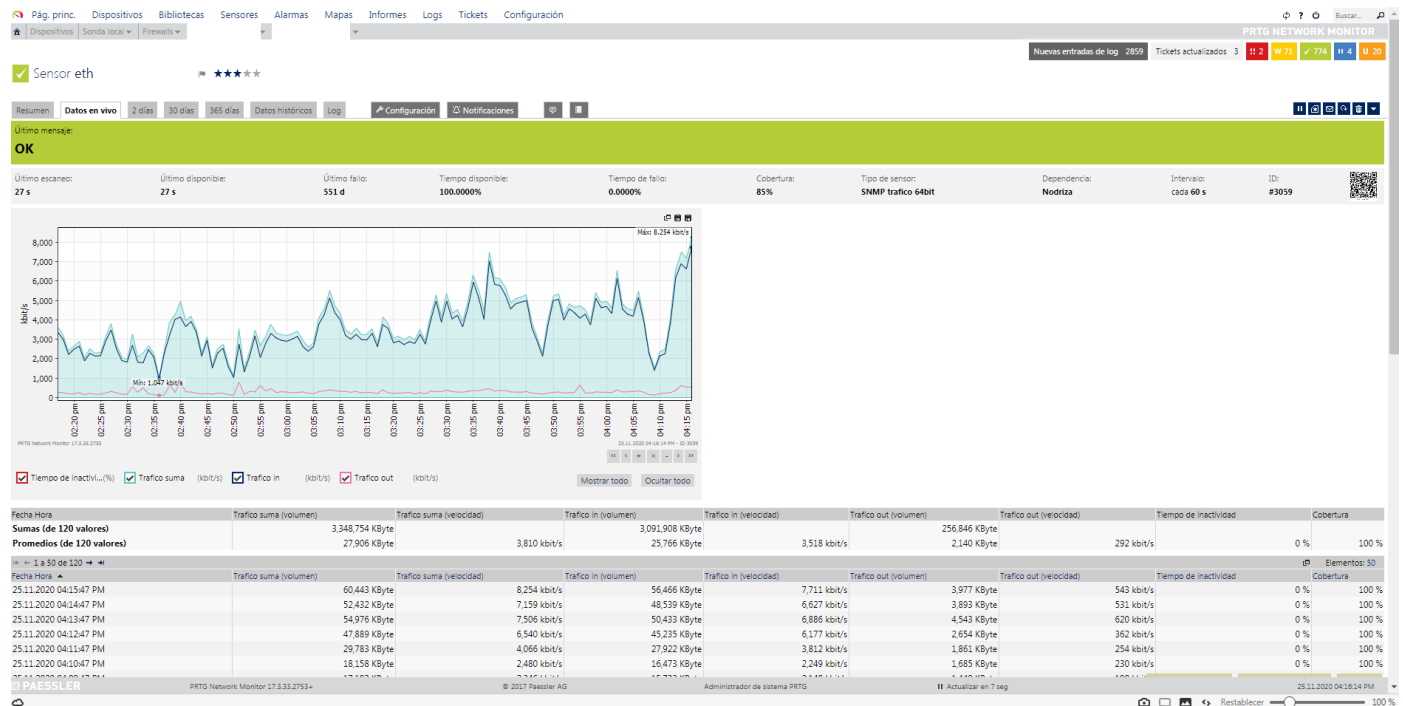 Pág. princ. Dispositivos Bibliotecas Sensores Alarmas Mapas Informes Logs Tickets Configuración ? Buscar...
Dispositivos Sonda local Firewalls PRTG NETWORK MONITOR
Nuevas entradas de log 2859 Tickets actualizados 3 !! 2 W 71 774 4 U 20
Sensor eth
Resumen Datos en vivo 2 días 30 días 365 días Datos históricos Log Configuración Notificaciones
Último mensaje:
OK
Último escaneo: Último disponible: Último fallo: Tiempo disponible: Tiempo de fallo: Cobertura: Tipo de sensor: Dependencia: Intervalo: ID:
27 s 27 s 551 d 100.0000% 0.0000% 85% SNMP trafico 64bit Nodriza cada 60 s #3059
Máx: 8.254 kbit/s
8,000
7,000
6,000
5,000
4,000
3,000
2,000
1,000
0
kbit/s
Mín: 1.047 kbit/s
02:20 pm 02:25 pm 02:30 pm 02:35 pm 02:40 pm 02:45 pm 02:50 pm 02:55 pm 03:00 pm 03:05 pm 03:10 pm 03:15 pm 03:20 pm 03:25 pm 03:30 pm 03:35 pm 03:40 pm 03:45 pm 03:50 pm 03:55 pm 04:00 pm 04:05 pm 04:10 pm 04:15 pm
PRTG Network Monitor 17.3.33.2753 25.11.2020 04:16:14 PM - ID 3059
Tiempo de inactivi...(%) Trafico suma (kbit/s) Trafico in (kbit/s) Trafico out (kbit/s) Mostrar todo Ocultar todo
Fecha Hora Trafico suma (volumen) Trafico suma (velocidad) Trafico in (volumen) Trafico in (velocidad) Trafico out (volumen) Trafico out (velocidad) Tiempo de inactividad Cobertura
Sumas (de 120 valores) 3,348,754 KByte 3,091,908 KByte 256,846 KByte
Promedios (de 120 valores) 27,906 KByte 3,810 kbit/s 25,766 KByte 3,518 kbit/s 2,140 KByte 292 kbit/s 0 % 100 %
1 a 50 de 120 Elementos: 50
Fecha Hora Trafico suma (volumen) Trafico suma (velocidad) Trafico in (volumen) Trafico in (velocidad) Trafico out (volumen) Trafico out (velocidad) Tiempo de inactividad Cobertura
25.11.2020 04:15:47 PM 60,443 KByte 8,254 kbit/s 56,466 KByte 7,711 kbit/s 3,977 KByte 543 kbit/s 0 % 100 %
25.11.2020 04:14:47 PM 52,432 KByte 7,159 kbit/s 48,539 KByte 6,627 kbit/s 3,893 KByte 531 kbit/s 0 % 100 %
25.11.2020 04:13:47 PM 54,976 KByte 7,506 kbit/s 50,433 KByte 6,886 kbit/s 4,543 KByte 620 kbit/s 0 % 100 %
25.11.2020 04:12:47 PM 47,889 KByte 6,540 kbit/s 45,235 KByte 6,177 kbit/s 2,654 KByte 362 kbit/s 0 % 100 %
25.11.2020 04:11:47 PM 29,783 KByte 4,066 kbit/s 27,922 KByte 3,812 kbit/s 1,861 KByte 254 kbit/s 0 % 100 %
25.11.2020 04:10:47 PM 18,158 KByte 2,480 kbit/s 16,473 KByte 2,249 kbit/s 1,685 KByte 230 kbit/s 0 % 100 %
PAESSLER PRTG Network Monitor 17.3.33.2753+ © 2017 Paessler AG Administrador de sistema PRTG Actualizar en 7 seg 25.11.2020 04:16:14 PM
Restablecer 100 %